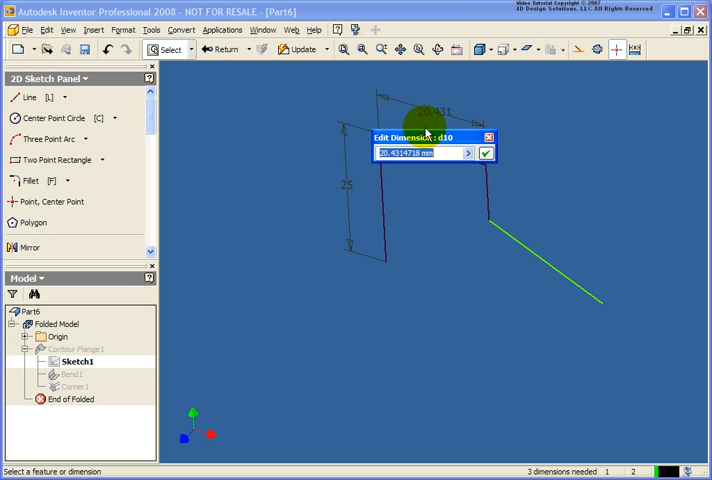 Autodesk Inventor Professional 2008 - NOT FOR RESALE - [Part6]
Video Tutorial Copyright © 2007
4D Design Solutions, LLC All Rights Reserved
File Edit View Insert Format Tools Convert Applications Window Web Help
Select Return Update
2D Sketch Panel
Line [L]
Center Point Circle [C]
Three Point Arc
Two Point Rectangle
Fillet [F]
Point, Center Point
Polygon
Mirror
Model
Part6
Folded Model
Origin
Contour Flange1
Sketch1
Bend1
Corner1
End of Folded
20.431
Edit Dimension : d10
20.4314718 mm
25
Select a feature or dimension
3 dimensions needed 1 2